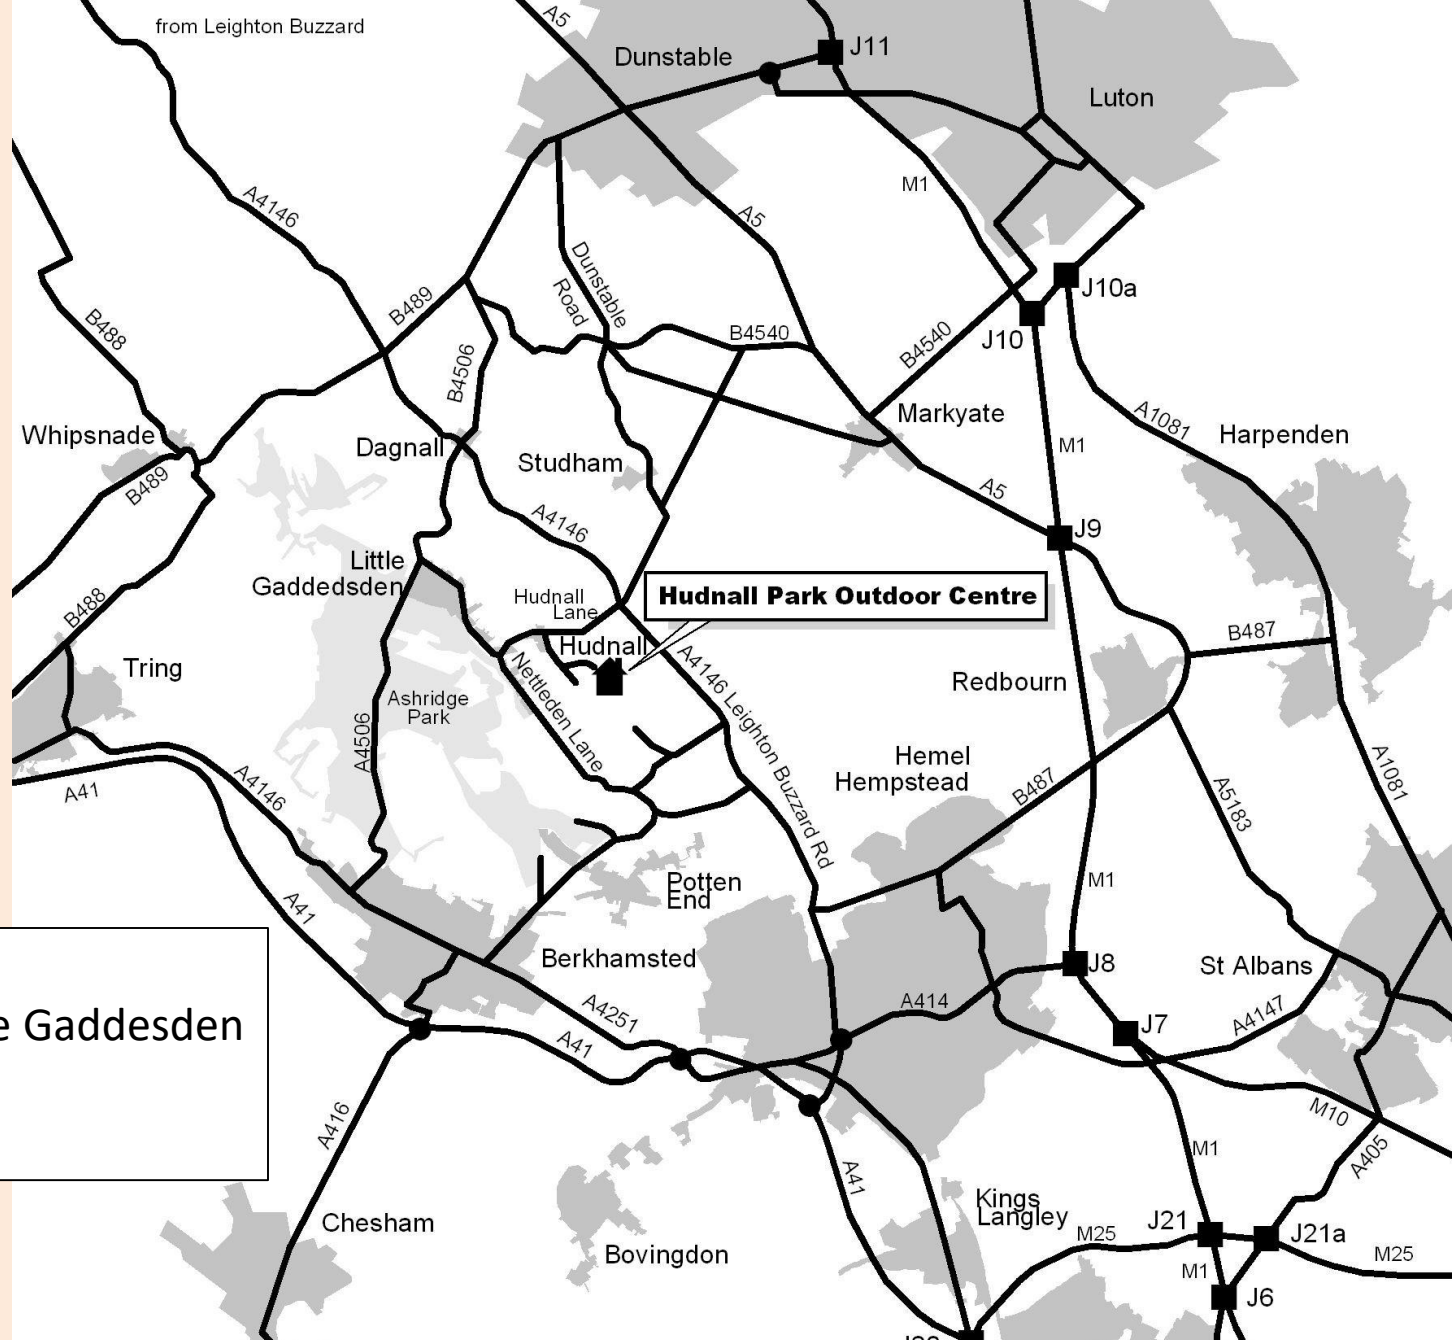 from Leighton Buzzard
A5
Dunstable
J11
Luton
M1
A4146
A5
Dunstable
Road
B489
B488
J10a
J10
B4540
B4540
B4506
Whipsnade
Dagnall
Studham
Markyate
M1
A1081
Harpenden
B489
A4146
A5
J9
Little
Gaddedsden
Hudnall
Lane
Hudnall Park Outdoor Centre
B488
Hudnall
B487
Tring
Ashridge
Park
Nettleden Lane
A4146 Leighton Buzzard Rd
Redbourn
A4506
Hemel
Hempstead
B487
A41
A4146
A5183
A1081
Potten
End
M1
A41
Berkhamsted
J8
St Albans
e Gaddesden
A4251
A41
A414
J7
A4147
A416
M10
A405
M1
A41
Chesham
Bovingdon
Kings
Langley
M25
J21
J21a
M25
M1
J6